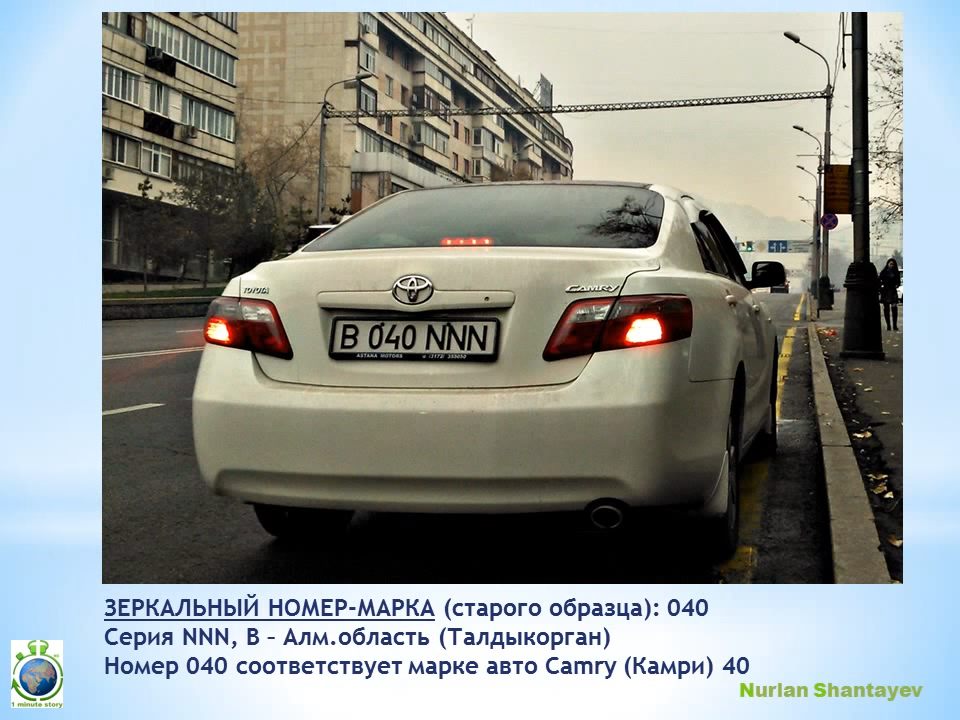 TOYOTA
CAMRY
B 040 NNN
ASTANA MOTORS
ЗЕРКАЛЬНЫЙ НОМЕР-МАРКА (старого образца): 040
Серия NNN, В – Алм.область (Талдыкорган)
Номер 040 соответствует марке авто Camry (Камри) 40
1 minute story
Nurlan Shantayev